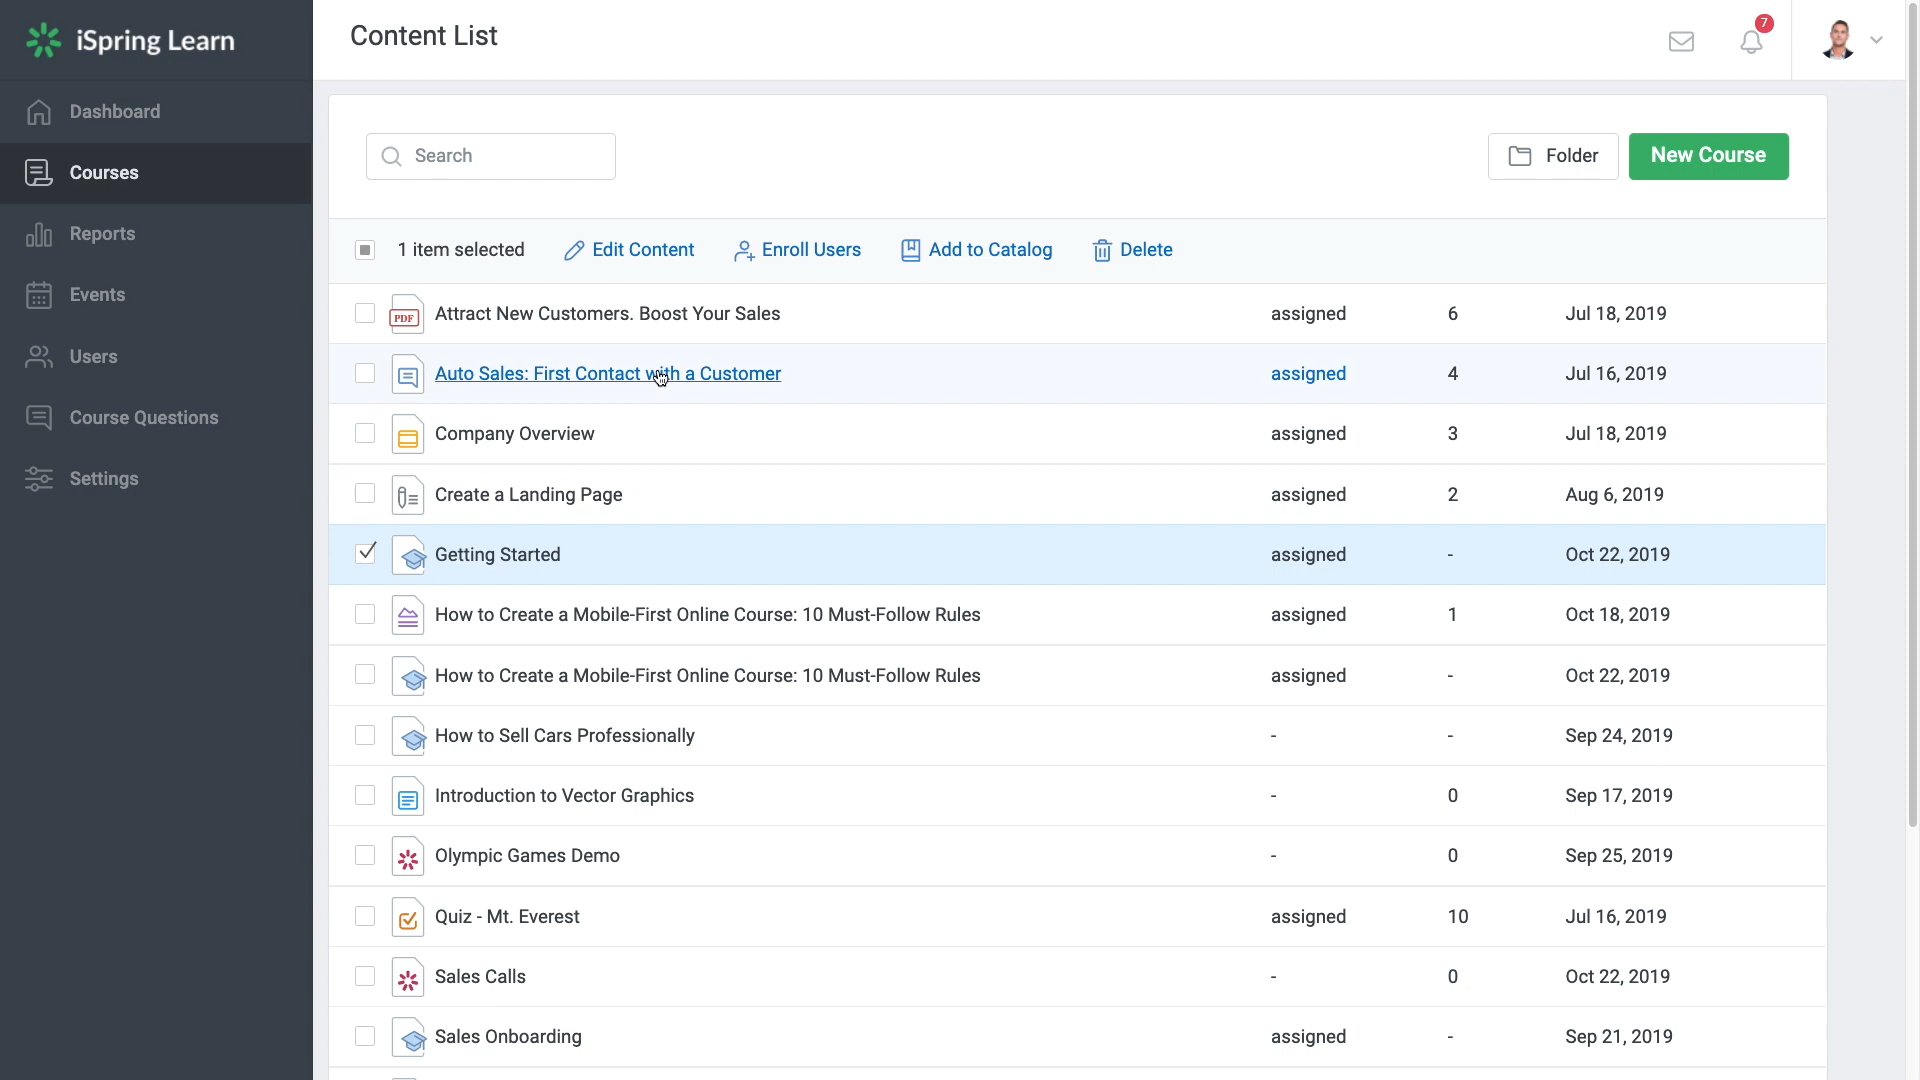 iSpring Learn
Content List
7
Dashboard
Courses
Reports
Events
Users
Course Questions
Settings
Search
Folder
New Course
1 item selected Edit Content Enroll Users Add to Catalog Delete
PDF Attract New Customers. Boost Your Sales assigned 6 Jul 18, 2019
Auto Sales: First Contact with a Customer assigned 4 Jul 16, 2019
Company Overview assigned 3 Jul 18, 2019
Create a Landing Page assigned 2 Aug 6, 2019
Getting Started assigned - Oct 22, 2019
How to Create a Mobile-First Online Course: 10 Must-Follow Rules assigned 1 Oct 18, 2019
How to Create a Mobile-First Online Course: 10 Must-Follow Rules assigned - Oct 22, 2019
How to Sell Cars Professionally - - Sep 24, 2019
Introduction to Vector Graphics - 0 Sep 17, 2019
Olympic Games Demo - 0 Sep 25, 2019
Quiz - Mt. Everest assigned 10 Jul 16, 2019
Sales Calls - 0 Oct 22, 2019
Sales Onboarding assigned - Sep 21, 2019